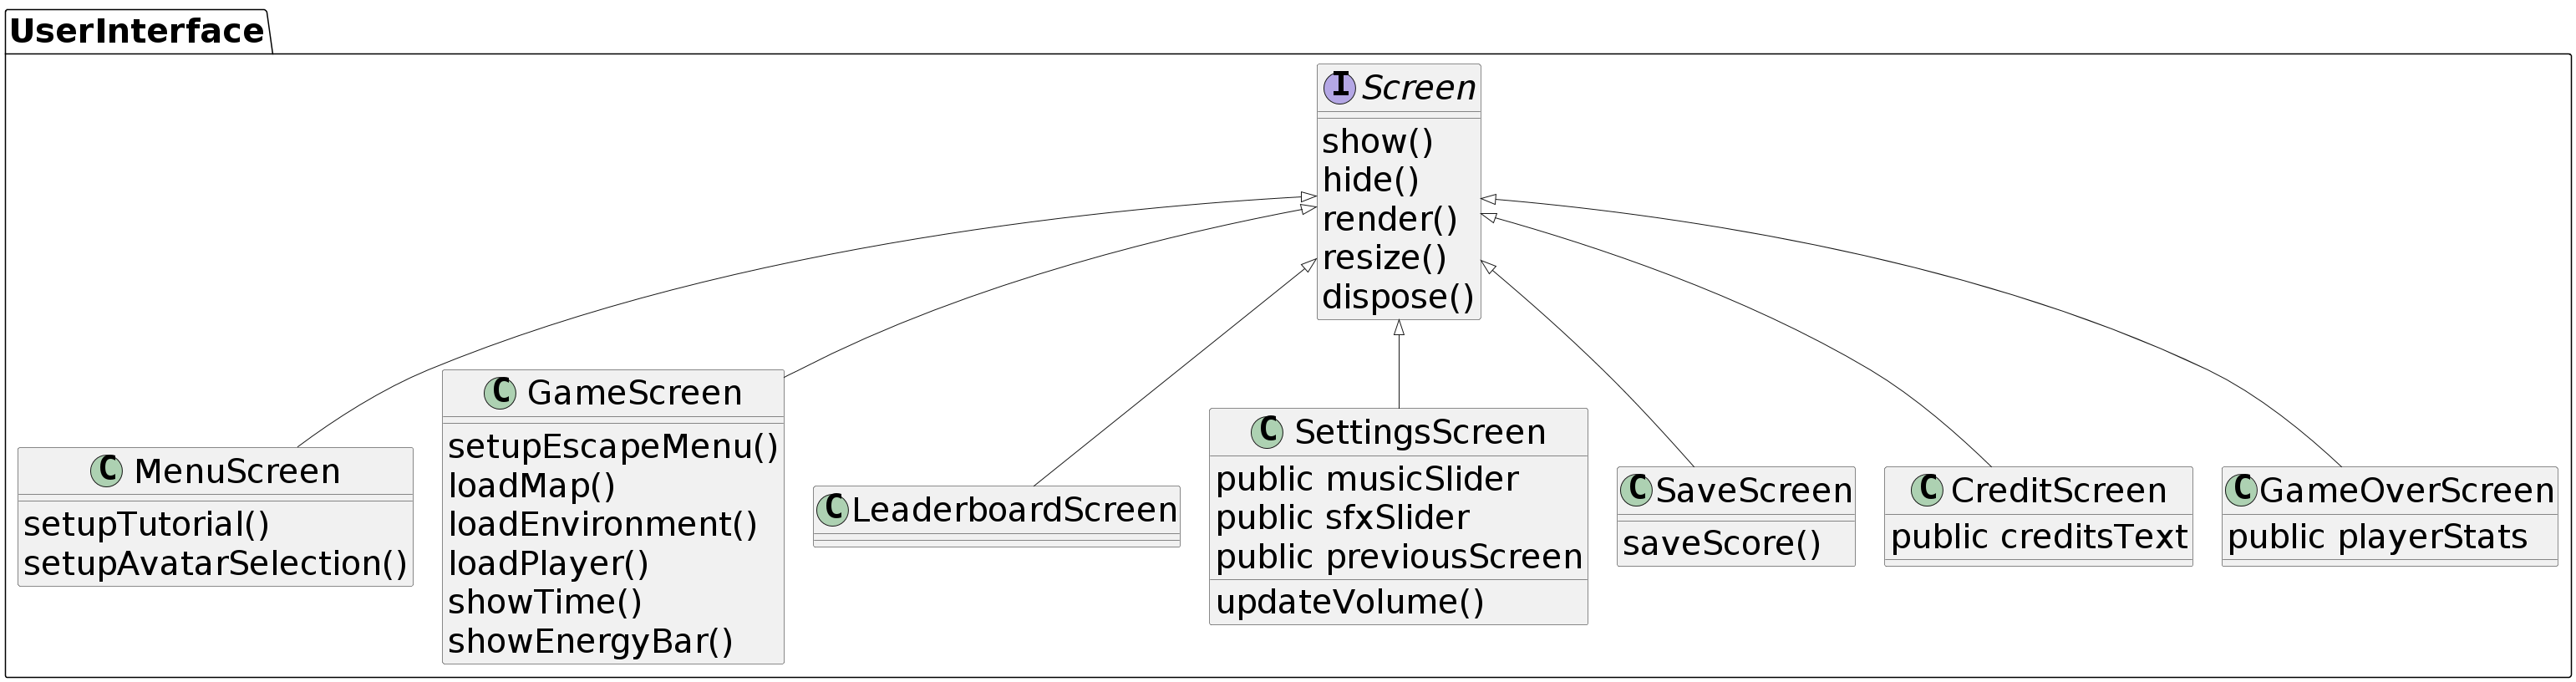 UserInterface
I Screen
show()
hide()
render()
resize()
dispose()
C MenuScreen
setupTutorial()
setupAvatarSelection()
C GameScreen
setupEscapeMenu()
loadMap()
loadEnvironment()
loadPlayer()
showTime()
showEnergyBar()
C LeaderboardScreen
C SettingsScreen
public musicSlider
public sfxSlider
public previousScreen
updateVolume()
C SaveScreen
saveScore()
C CreditScreen
public creditsText
C GameOverScreen
public playerStats